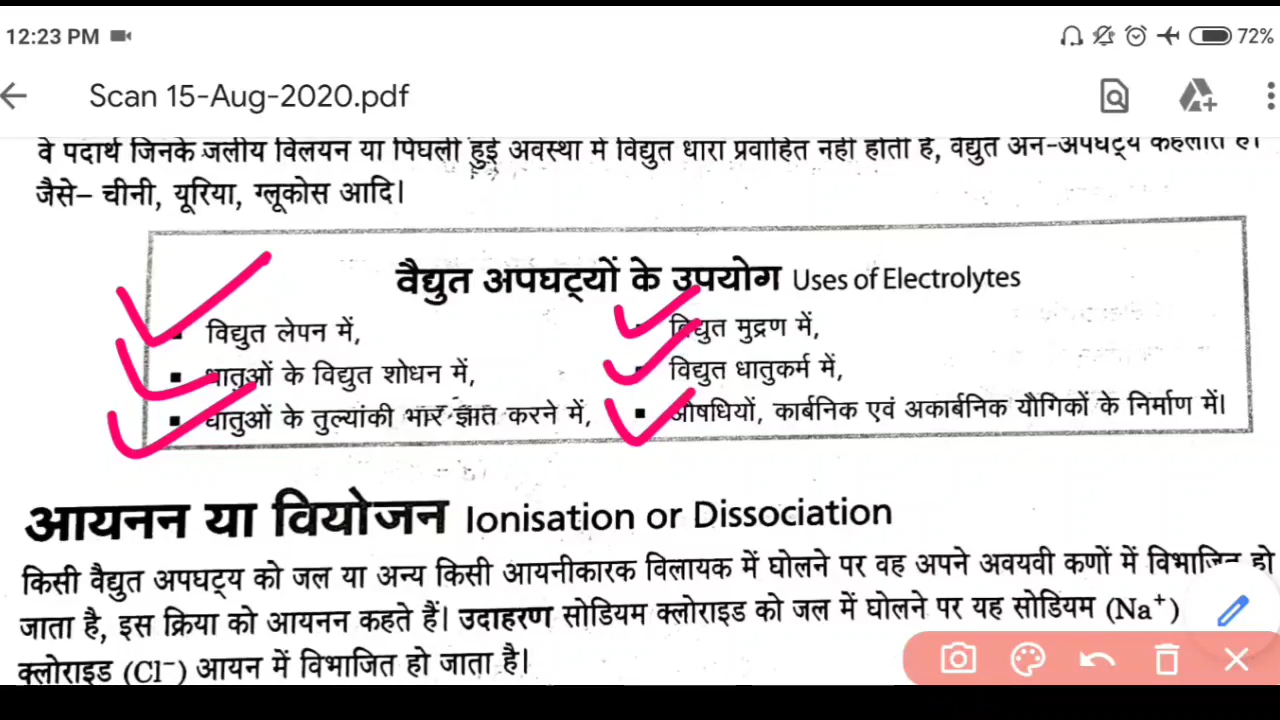 12:23 PM 72%
Scan 15-Aug-2020.pdf
वे पदार्थ जिनके जलीय विलयन या पिघली हुई अवस्था में विद्युत धारा प्रवाहित नहीं होती है, वैद्युत अन-अपघट्य कहलाते हैं।
जैसे– चीनी, यूरिया, ग्लूकोस आदि।
वैद्युत अपघट्यों के उपयोग Uses of Electrolytes
▪ विद्युत लेपन में,
▪ धातुओं के विद्युत शोधन में,
▪ धातुओं के तुल्यांकी भार ज्ञात करने में,
▪ विद्युत मुद्रण में,
▪ विद्युत धातुकर्म में,
▪ औषधियों, कार्बनिक एवं अकार्बनिक यौगिकों के निर्माण में।
आयनन या वियोजन Ionisation or Dissociation
किसी वैद्युत अपघट्य को जल या अन्य किसी आयनीकारक विलायक में घोलने पर वह अपने अवयवी कणों में विभाजित हो
जाता है, इस क्रिया को आयनन कहते हैं। उदाहरण सोडियम क्लोराइड को जल में घोलने पर यह सोडियम (Na⁺)
क्लोराइड (Cl⁻) आयन में विभाजित हो जाता है।